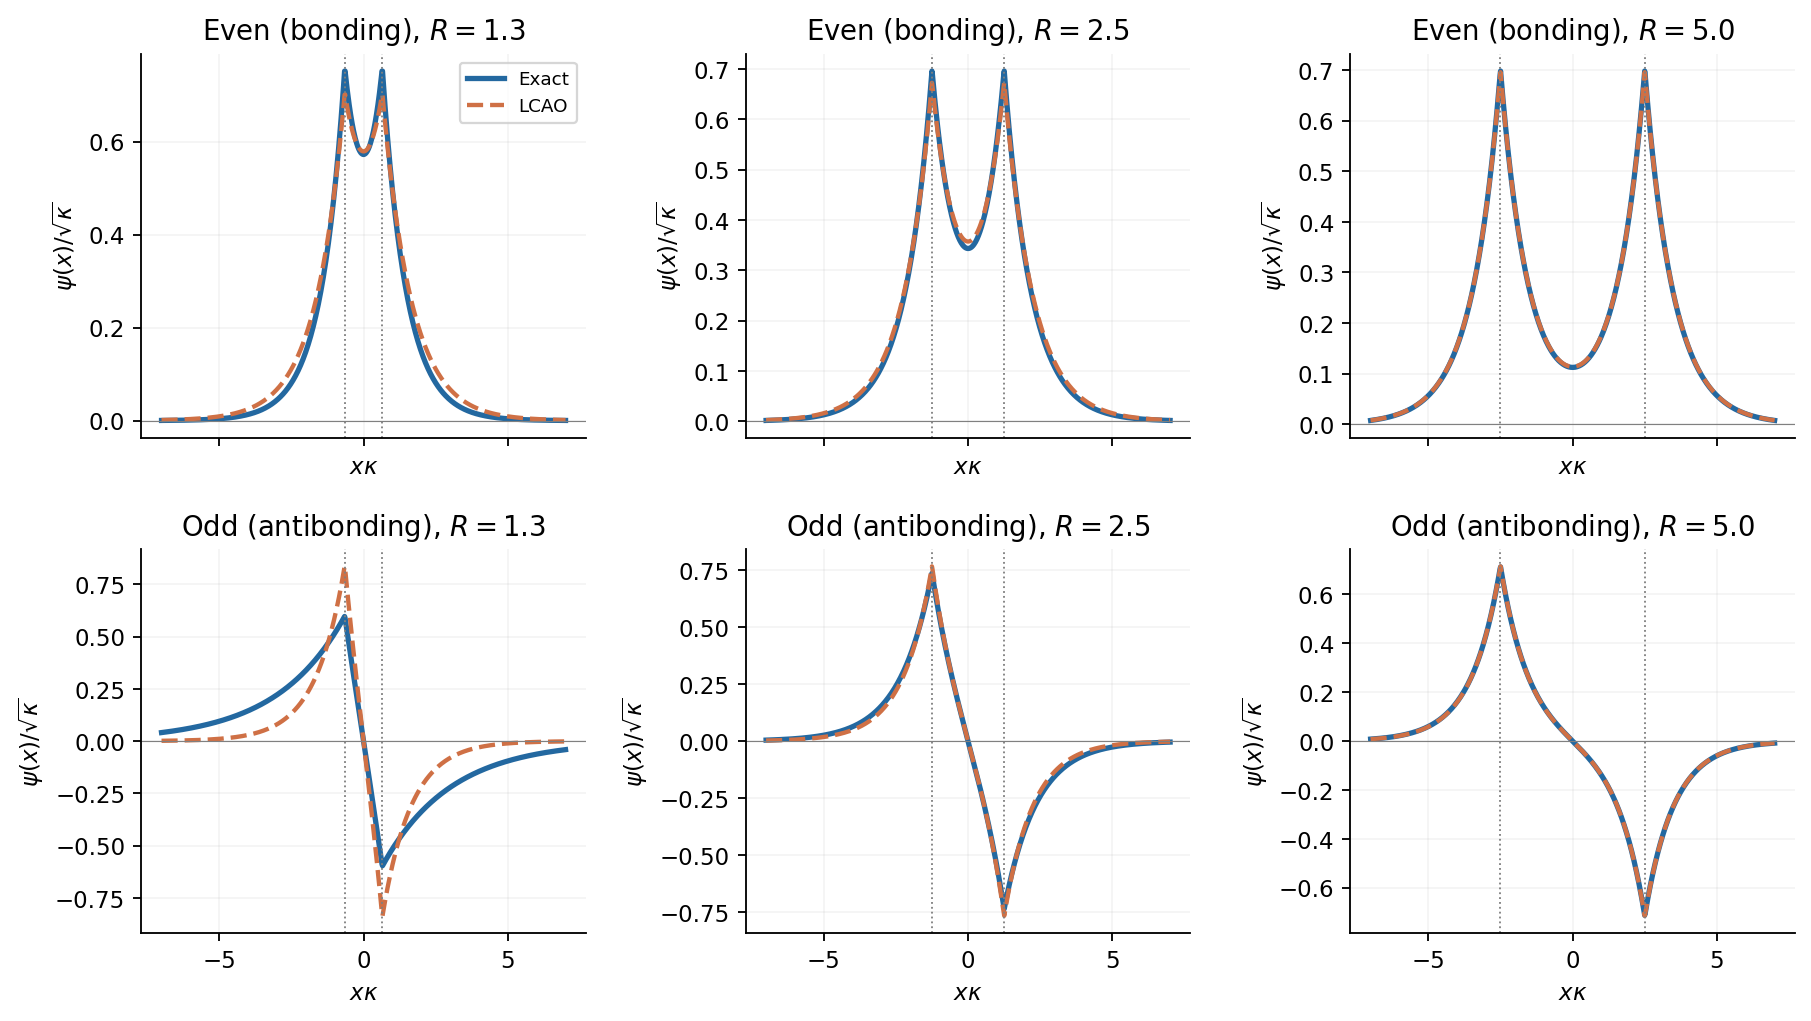 Even (bonding), R = 1.3
Exact
LCAO
0.6
0.4
0.2
0.0
ψ(x)/√κ
xκ
Even (bonding), R = 2.5
0.7
0.6
0.5
0.4
0.3
0.2
0.1
0.0
ψ(x)/√κ
xκ
Even (bonding), R = 5.0
0.7
0.6
0.5
0.4
0.3
0.2
0.1
0.0
ψ(x)/√κ
xκ
Odd (antibonding), R = 1.3
0.75
0.50
0.25
0.00
−0.25
−0.50
−0.75
ψ(x)/√κ
−5 0 5
xκ
Odd (antibonding), R = 2.5
0.75
0.50
0.25
0.00
−0.25
−0.50
−0.75
ψ(x)/√κ
−5 0 5
xκ
Odd (antibonding), R = 5.0
0.6
0.4
0.2
0.0
−0.2
−0.4
−0.6
ψ(x)/√κ
−5 0 5
xκ